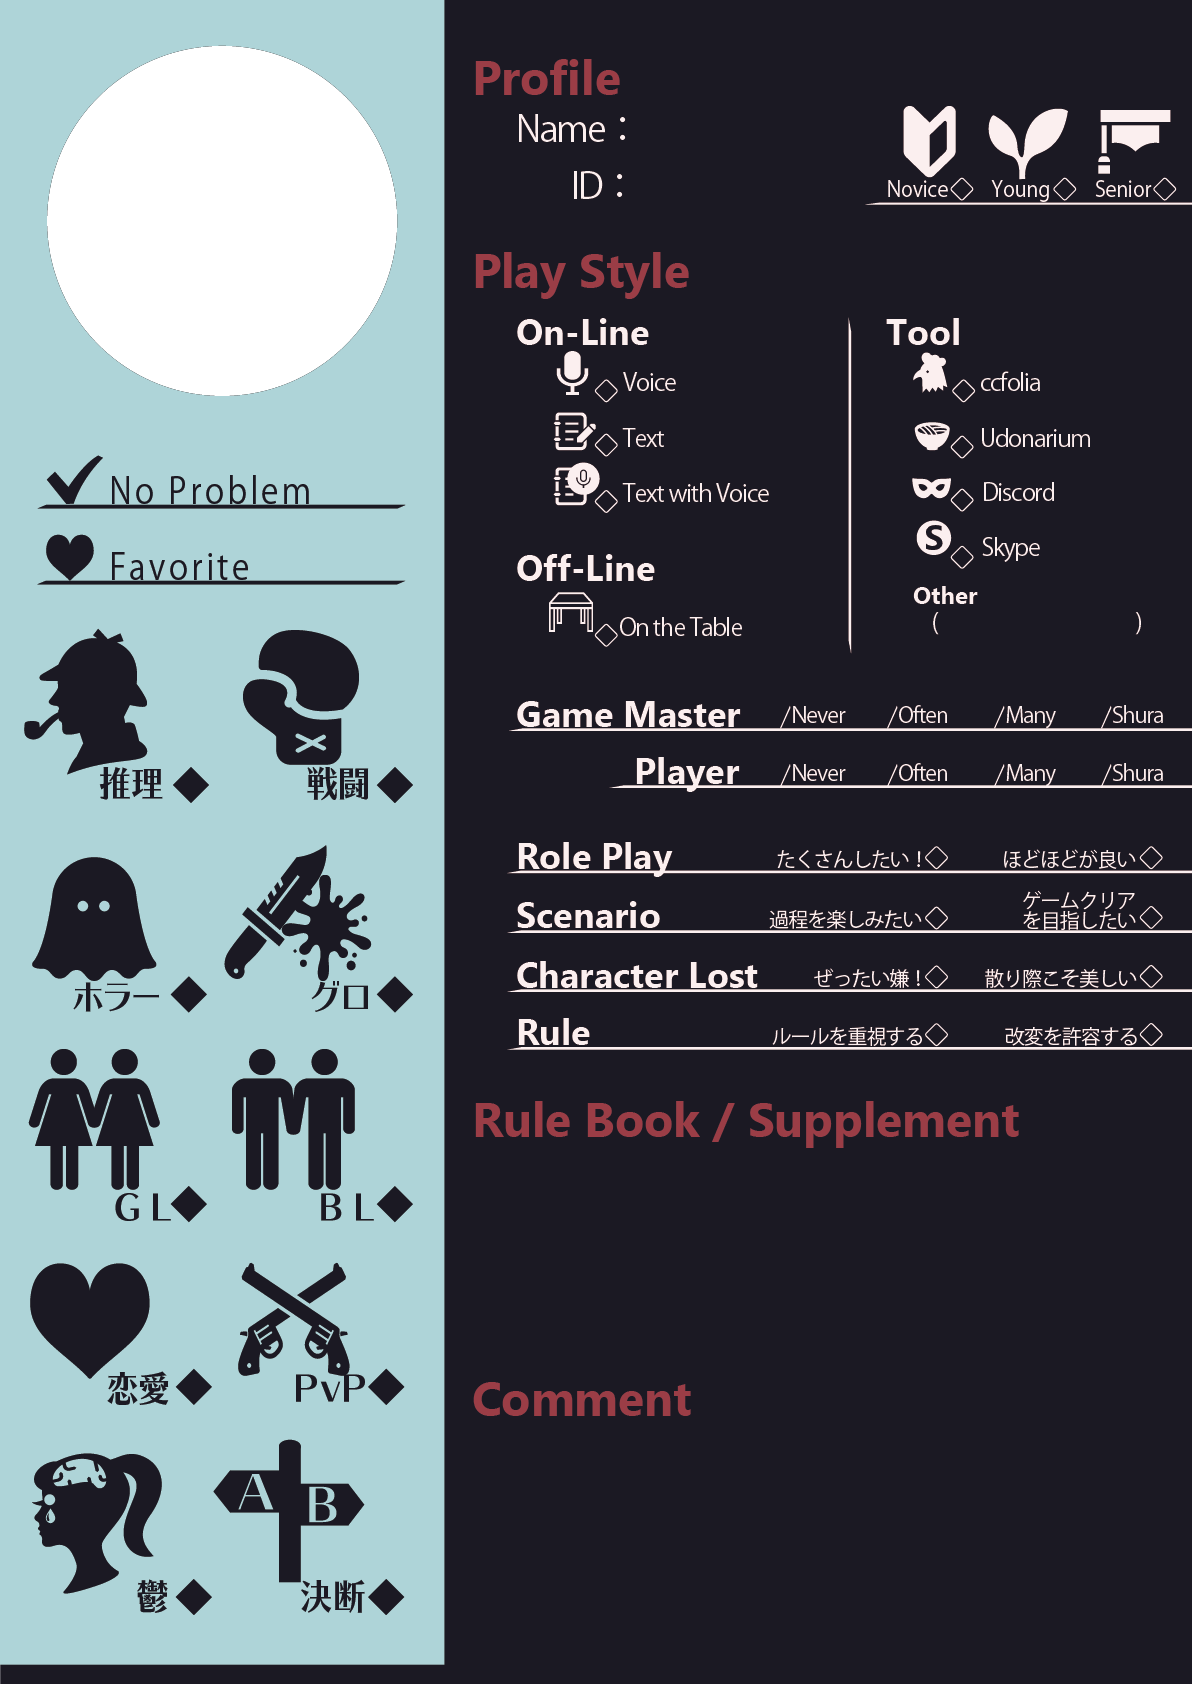 No Problem
Favorite
推理◆ 戦闘◆
ホラー◆ グロ◆
GL◆ BL◆
恋愛◆ PvP◆
A B
鬱◆ 決断◆
Profile
Name：
ID：
Novice◇ Young◇ Senior◇
Play Style
On-Line
◇Voice
◇Text
◇Text with Voice
Off-Line
◇On the Table
Tool
◇ccfolia
◇Udonarium
◇Discord
S
◇Skype
Other
( )
Game Master /Never /Often /Many /Shura
Player /Never /Often /Many /Shura
Role Play たくさんしたい！◇ ほどほどが良い◇
Scenario 過程を楽しみたい◇ ゲームクリア
を目指したい◇
Character Lost ぜったい嫌！◇ 散り際こそ美しい◇
Rule ルールを重視する◇ 改変を許容する◇
Rule Book / Supplement
Comment